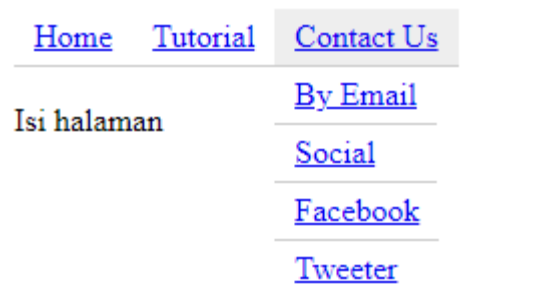 Home Tutorial Contact Us
By Email
Isi halaman
Social
Facebook
Tweeter